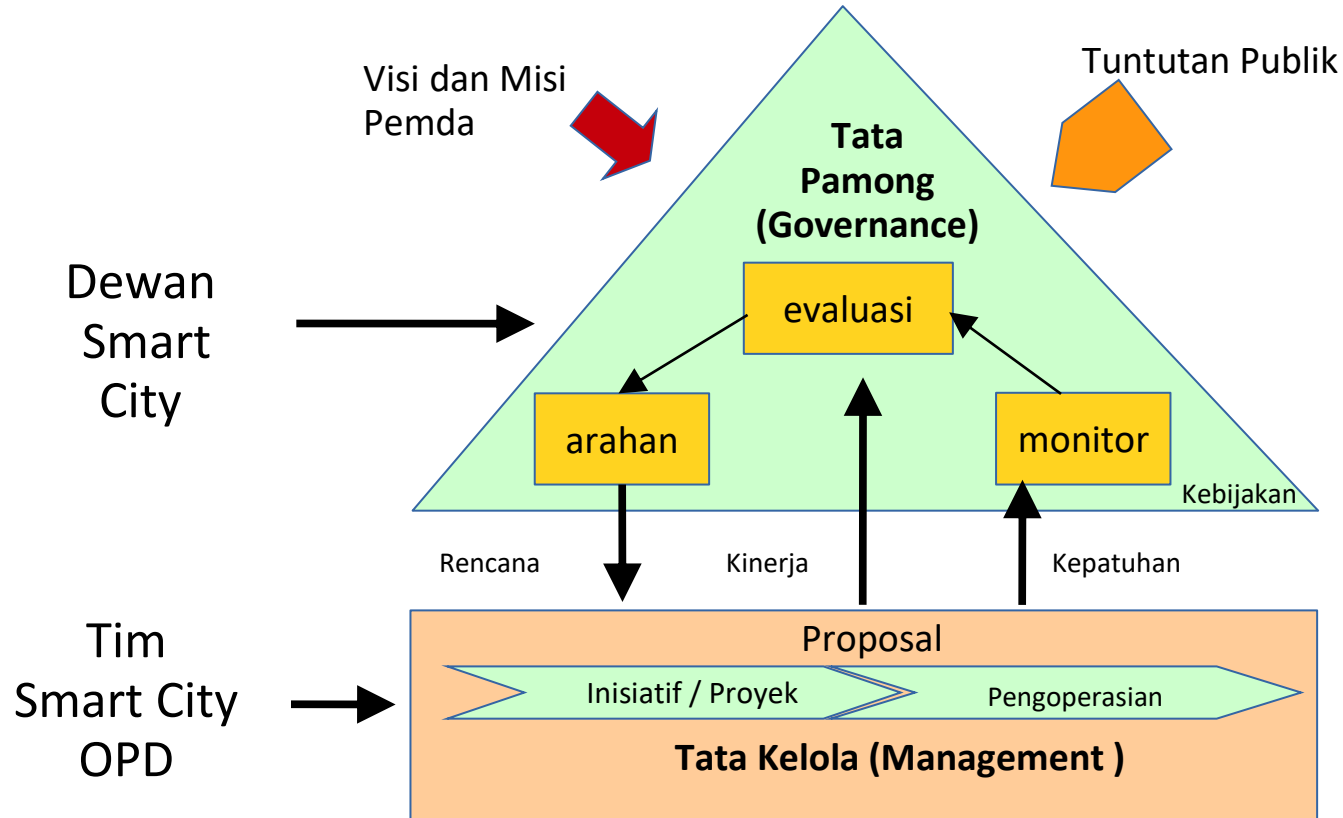 Visi dan Misi
Pemda
Tuntutan Publik
Tata
Pamong
(Governance)
Dewan
Smart
City
evaluasi
arahan
monitor
Kebijakan
Rencana
Kinerja
Kepatuhan
Tim
Smart City
OPD
Proposal
Inisiatif / Proyek
Pengoperasian
Tata Kelola (Management )